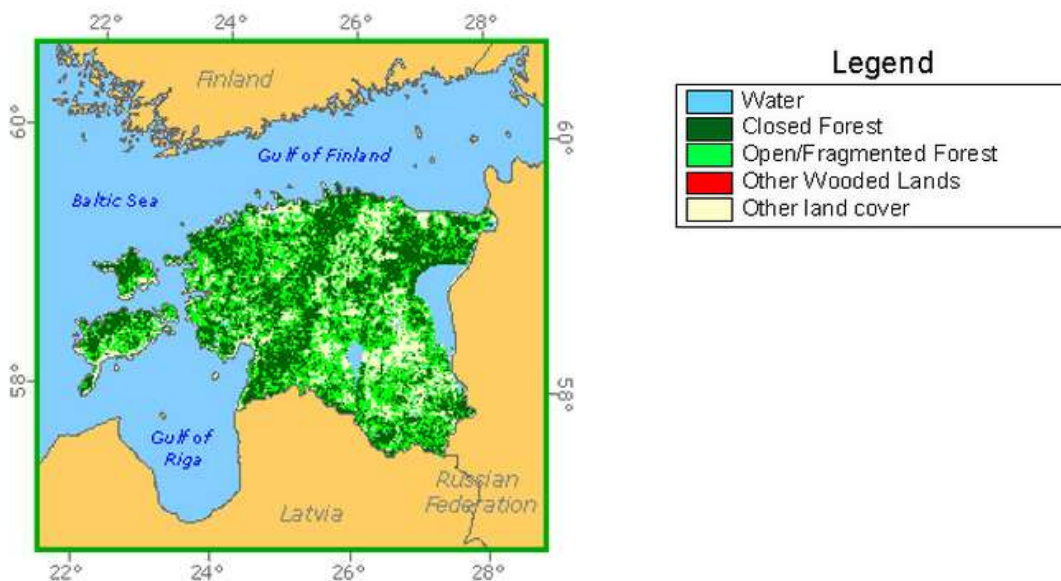 22° 24° 26° 28°
Finland
60° 60°
Gulf of Finland
Baltic Sea
58° 58°
Gulf of
Riga
Russian
Federation
Latvia
22° 24° 26° 28°
Legend
Water
Closed Forest
Open/Fragmented Forest
Other Wooded Lands
Other land cover